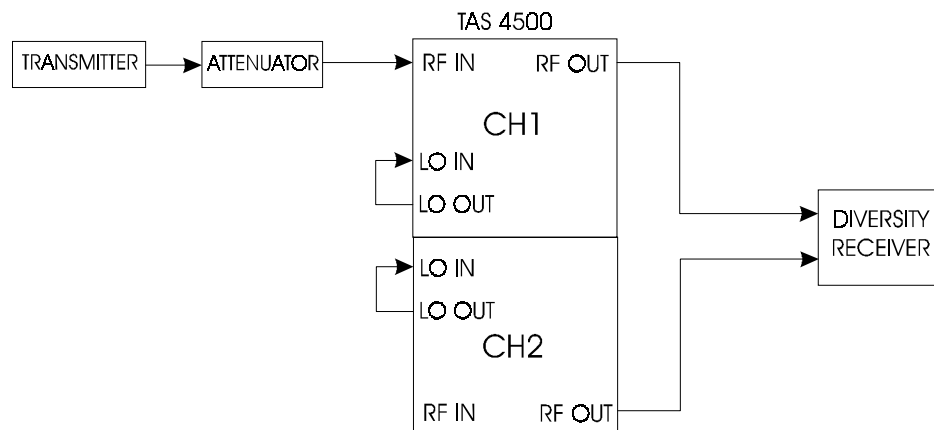 TAS 4500
TRANSMITTER
ATTENUATOR
RF IN
RF OUT
CH1
LO IN
LO OUT
DIVERSITY
RECEIVER
LO IN
LO OUT
CH2
RF IN
RF OUT